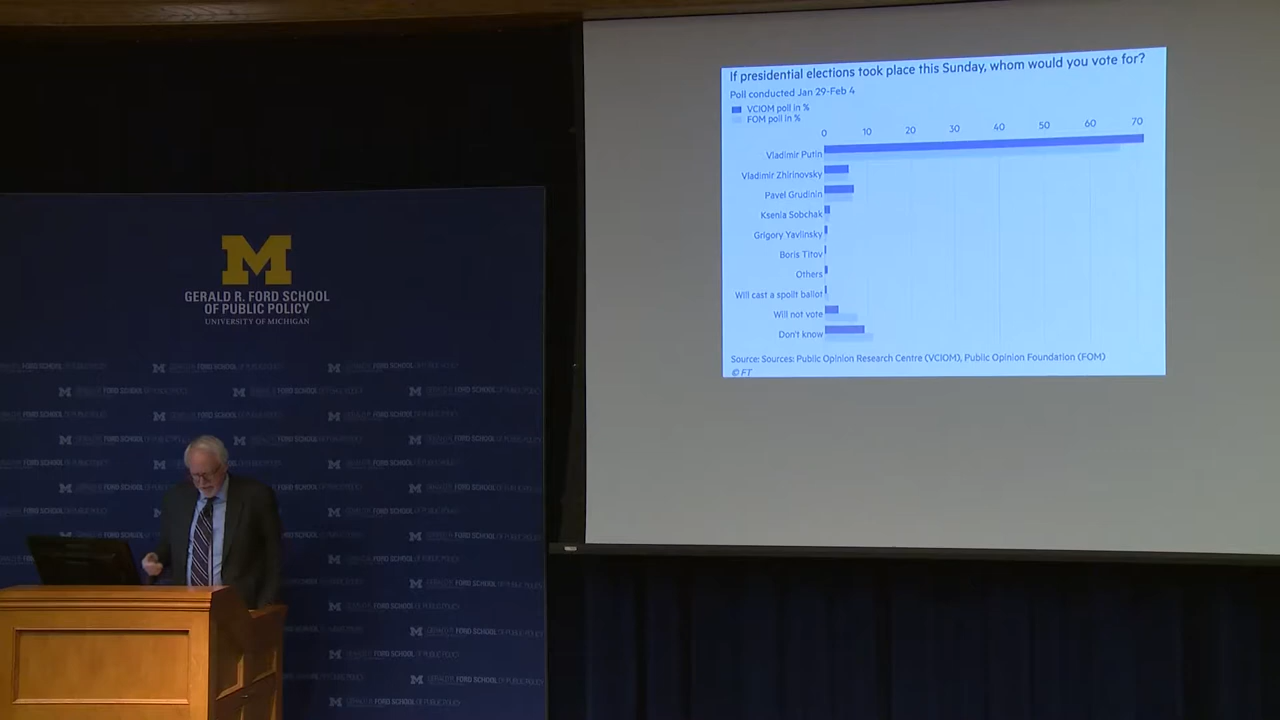 If presidential elections took place this Sunday, whom would you vote for?
Poll conducted Jan 29-Feb 4
VCIOM poll in %
FOM poll in %
0 10 20 30 40 50 60 70
Vladimir Putin
Vladimir Zhirinovsky
Pavel Grudinin
Ksenia Sobchak
Grigory Yavlinsky
Boris Titov
Others
Will cast a spoilt ballot
Will not vote
Don't know
Source: Sources: Public Opinion Research Centre (VCIOM), Public Opinion Foundation (FOM)
© FT
M
GERALD R. FORD SCHOOL
OF PUBLIC POLICY
UNIVERSITY OF MICHIGAN